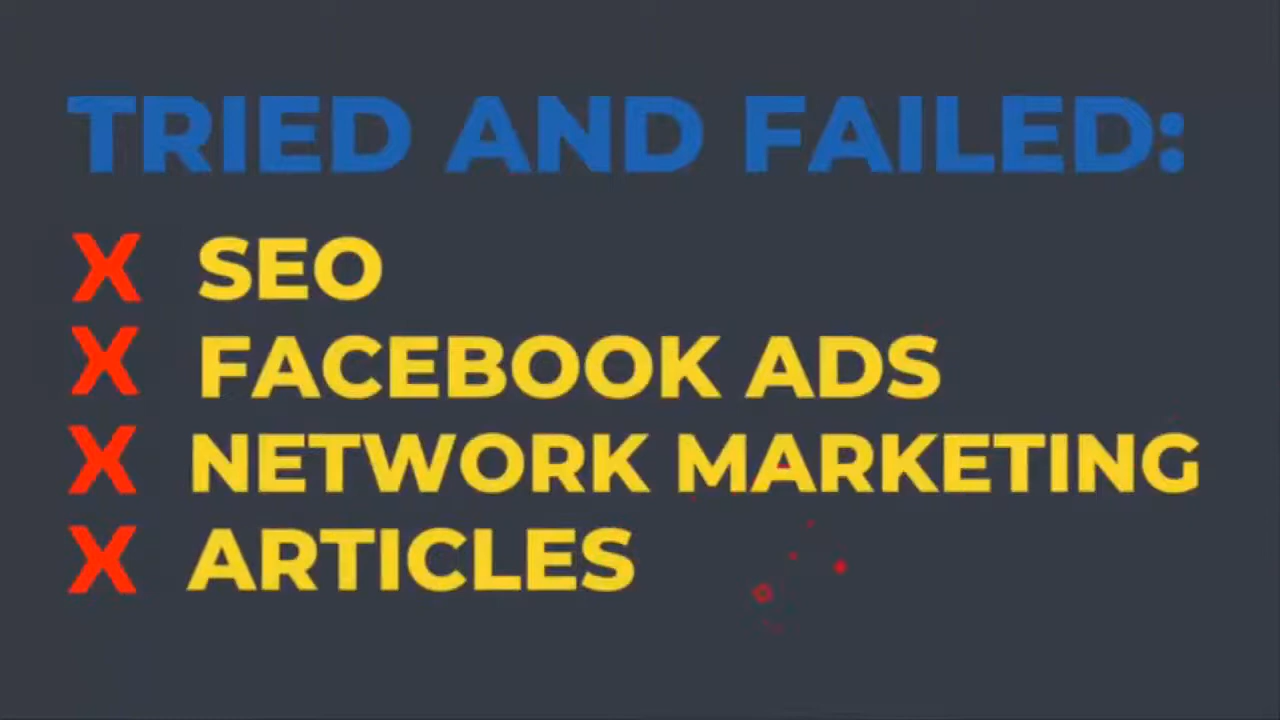 TRIED AND FAILED:
X SEO
X FACEBOOK ADS
X NETWORK MARKETING
X ARTICLES